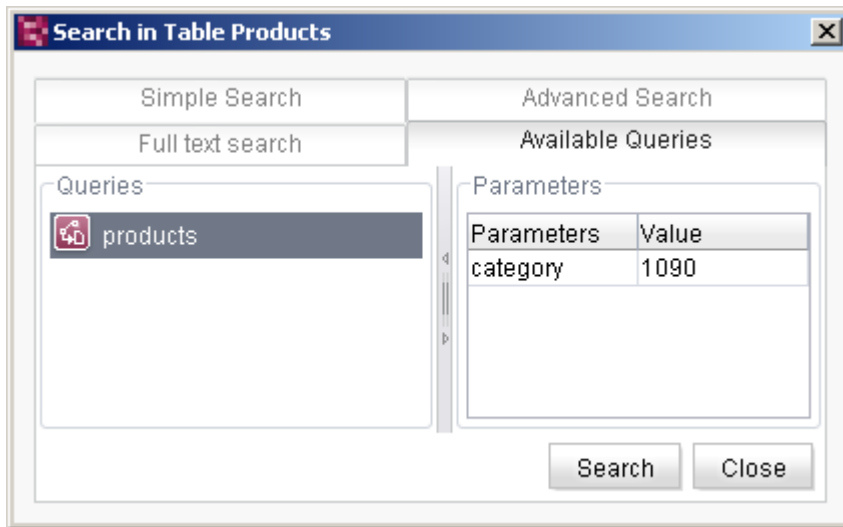 Search in Table Products
Simple Search
Advanced Search
Full text search
Available Queries
Queries
products
Parameters
Parameters Value
category 1090
Search
Close